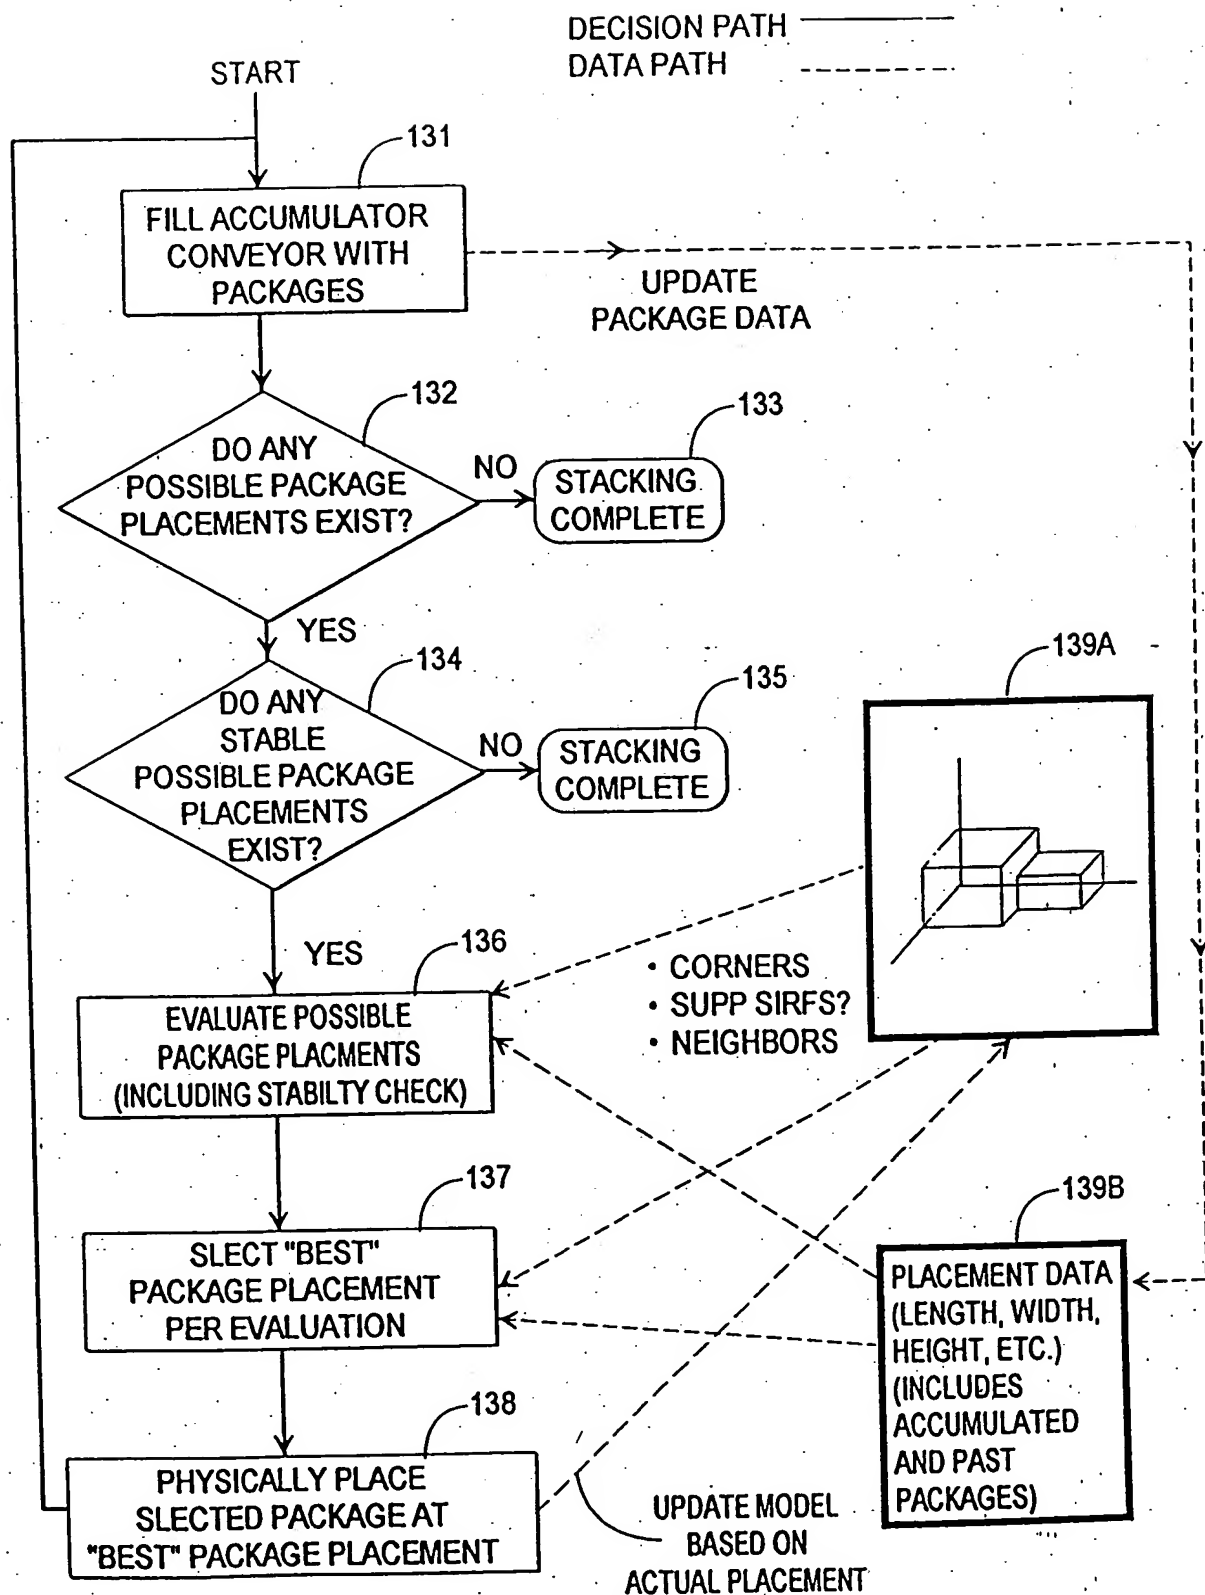 DECISION PATH
DATA PATH
START
131
FILL ACCUMULATOR
CONVEYOR WITH
PACKAGES
UPDATE
PACKAGE DATA
132
DO ANY
POSSIBLE PACKAGE
PLACEMENTS EXIST?
NO
133
STACKING
COMPLETE
YES
134
DO ANY
STABLE
POSSIBLE PACKAGE
PLACEMENTS
EXIST?
NO
135
STACKING
COMPLETE
139A
YES
136
EVALUATE POSSIBLE
PACKAGE PLACMENTS
(INCLUDING STABILTY CHECK)
• CORNERS
• SUPP SIRFS?
• NEIGHBORS
137
SLECT "BEST"
PACKAGE PLACEMENT
PER EVALUATION
139B
PLACEMENT DATA
(LENGTH, WIDTH,
HEIGHT, ETC.)
(INCLUDES
ACCUMULATED
AND PAST
PACKAGES)
138
PHYSICALLY PLACE
SLECTED PACKAGE AT
"BEST" PACKAGE PLACEMENT
UPDATE MODEL
BASED ON
ACTUAL PLACEMENT